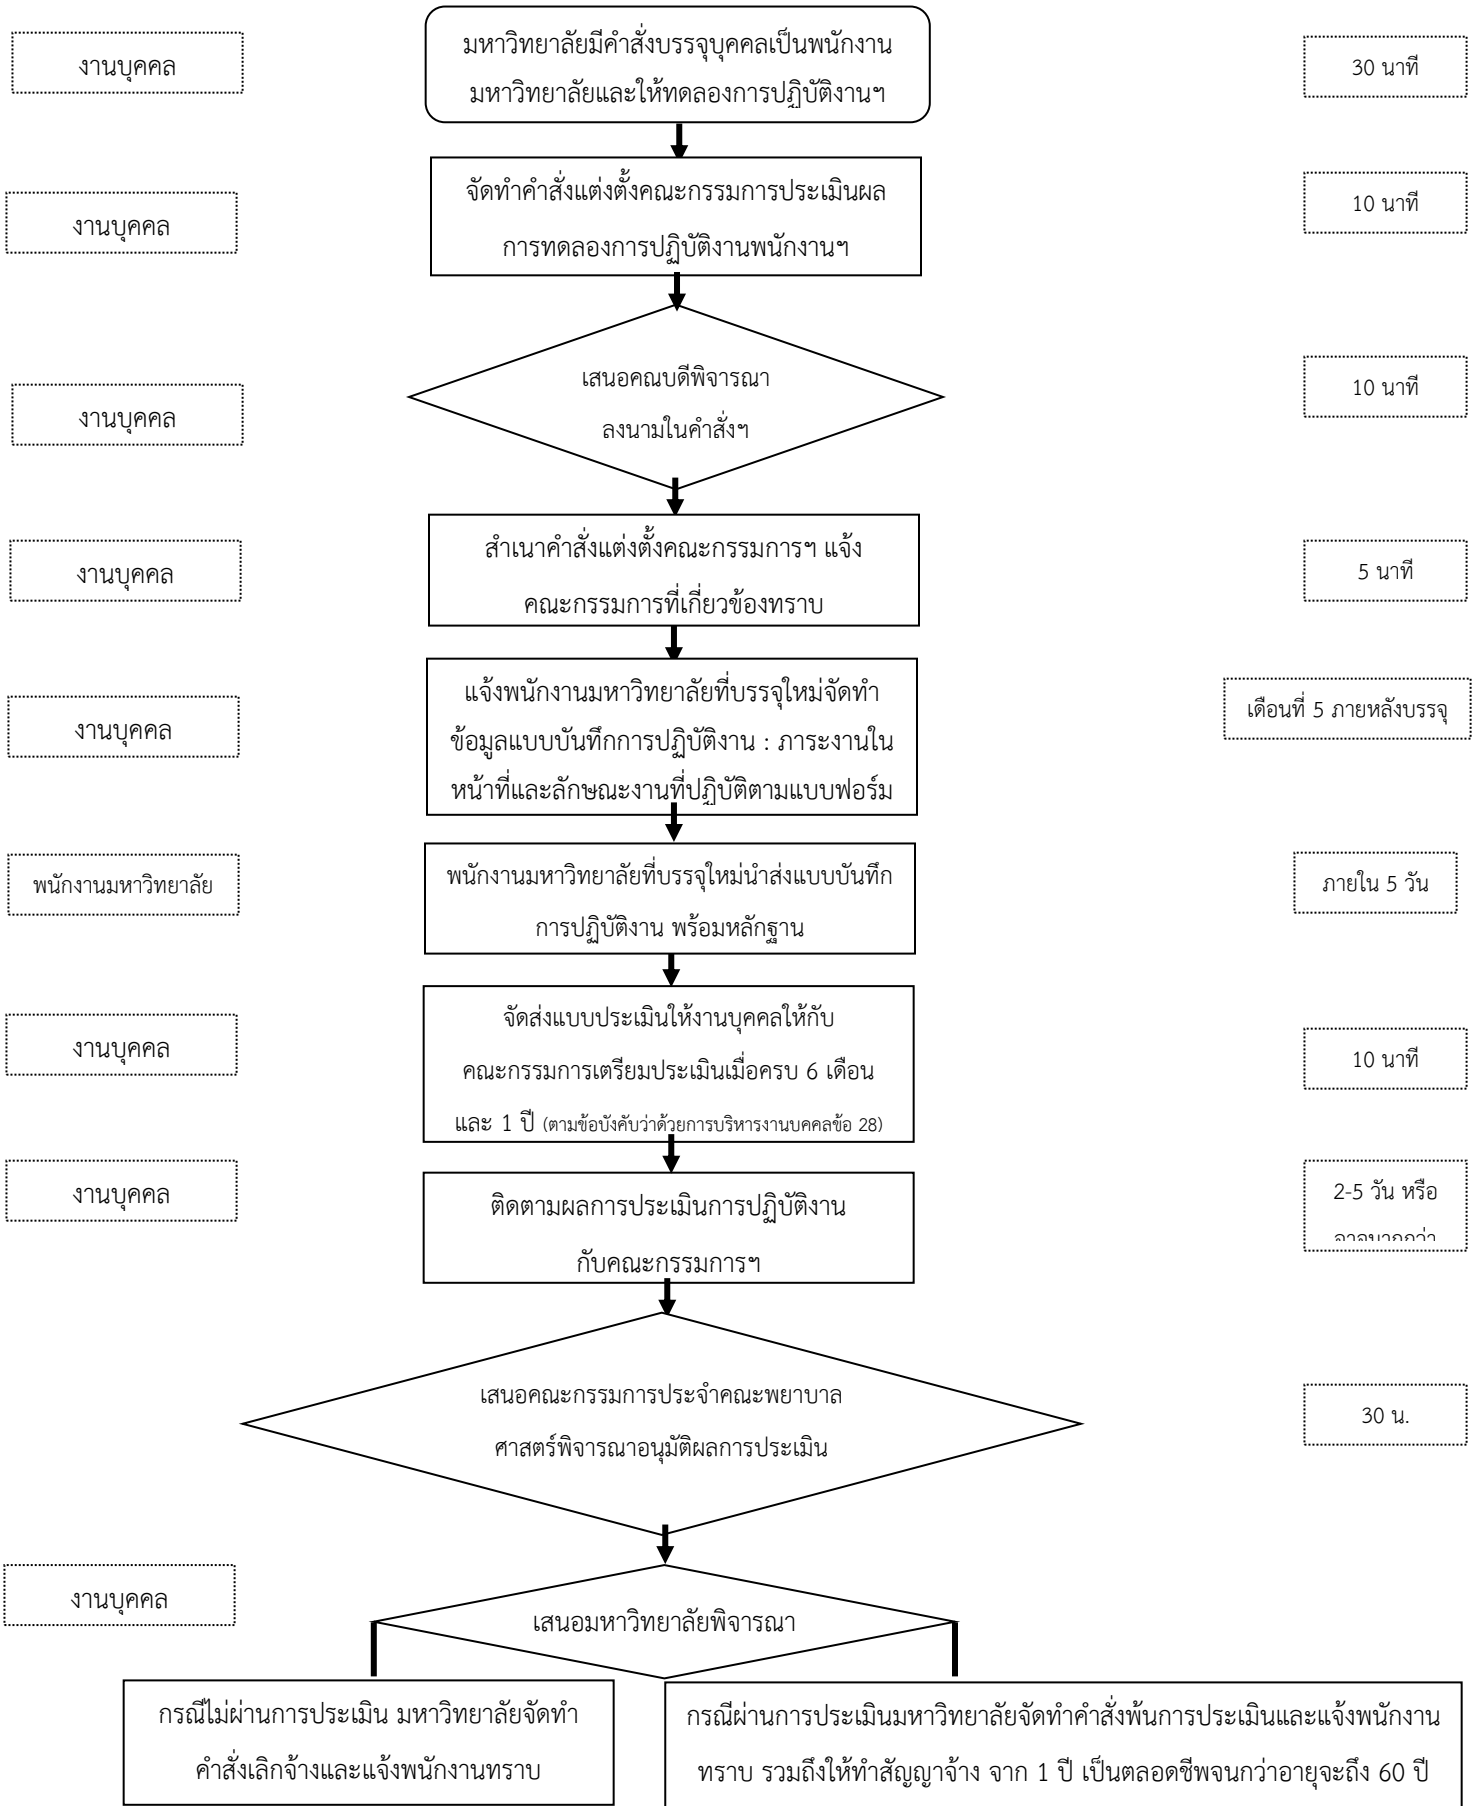 งานบุคคล
มหาวิทยาลัยมีคำสั่งบรรจุบุคคลเป็นพนักงาน
มหาวิทยาลัยและให้ทดลองการปฏิบัติงานฯ
30 นาที
งานบุคคล
จัดทำคำสั่งแต่งตั้งคณะกรรมการประเมินผล
การทดลองการปฏิบัติงานพนักงานฯ
10 นาที
งานบุคคล
เสนอคณบดีพิจารณา
ลงนามในคำสั่งฯ
10 นาที
งานบุคคล
สำเนาคำสั่งแต่งตั้งคณะกรรมการฯ แจ้ง
คณะกรรมการที่เกี่ยวข้องทราบ
5 นาที
งานบุคคล
แจ้งพนักงานมหาวิทยาลัยที่บรรจุใหม่จัดทำ
ข้อมูลแบบบันทึกการปฏิบัติงาน : ภาระงานใน
หน้าที่และลักษณะงานที่ปฏิบัติตามแบบฟอร์ม
เดือนที่ 5 ภายหลังบรรจุ
พนักงานมหาวิทยาลัย
พนักงานมหาวิทยาลัยที่บรรจุใหม่นำส่งแบบบันทึก
การปฏิบัติงาน พร้อมหลักฐาน
ภายใน 5 วัน
งานบุคคล
จัดส่งแบบประเมินให้งานบุคคลให้กับ
คณะกรรมการเตรียมประเมินเมื่อครบ 6 เดือน
และ 1 ปี (ตามข้อบังคับว่าด้วยการบริหารงานบุคคลข้อ 28)
10 นาที
งานบุคคล
ติดตามผลการประเมินการปฏิบัติงาน
กับคณะกรรมการฯ
2-5 วัน หรือ
อาจมากกว่า
เสนอคณะกรรมการประจำคณะพยาบาล
ศาสตร์พิจารณาอนุมัติผลการประเมิน
30 น.
งานบุคคล
เสนอมหาวิทยาลัยพิจารณา
กรณีไม่ผ่านการประเมิน มหาวิทยาลัยจัดทำ
คำสั่งเลิกจ้างและแจ้งพนักงานทราบ
กรณีผ่านการประเมินมหาวิทยาลัยจัดทำคำสั่งพ้นการประเมินและแจ้งพนักงาน
ทราบ รวมถึงให้ทำสัญญาจ้าง จาก 1 ปี เป็นตลอดชีพจนกว่าอายุจะถึง 60 ปี